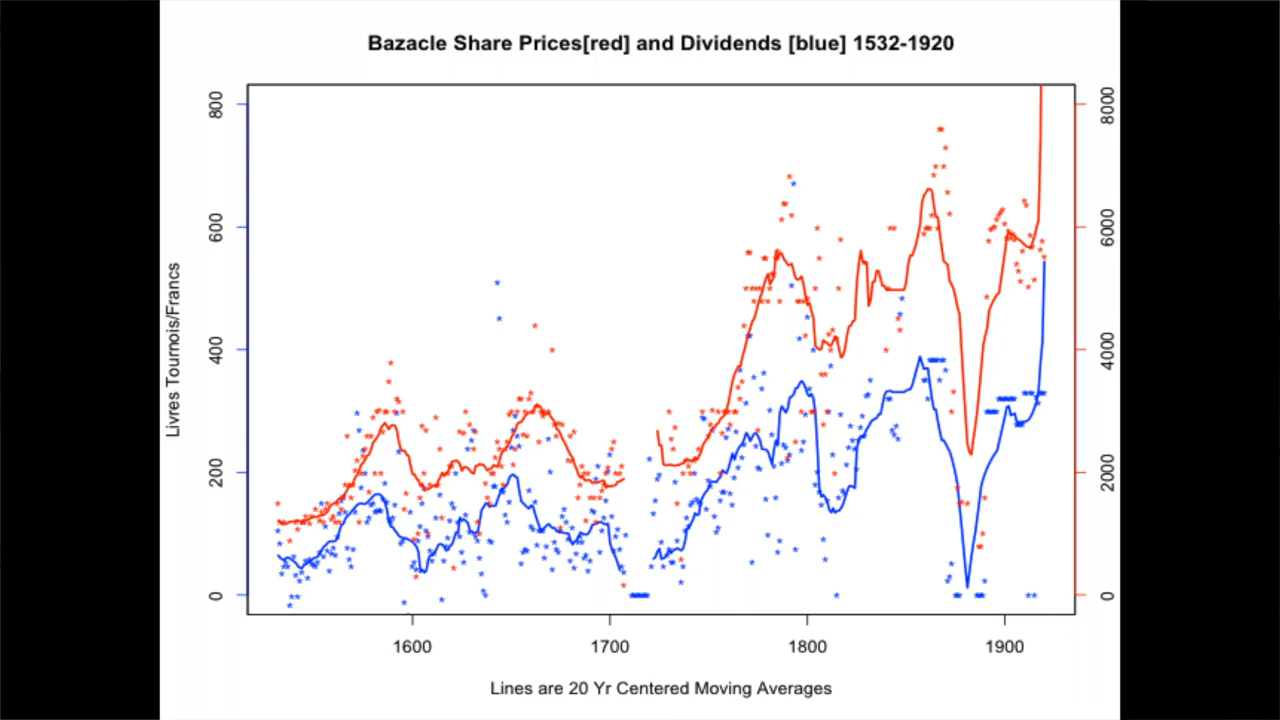 Bazacle Share Prices[red] and Dividends [blue] 1532-1920
800
600
400
200
0
Livres Tournois/Francs
8000
6000
4000
2000
0
1600 1700 1800 1900
Lines are 20 Yr Centered Moving Averages